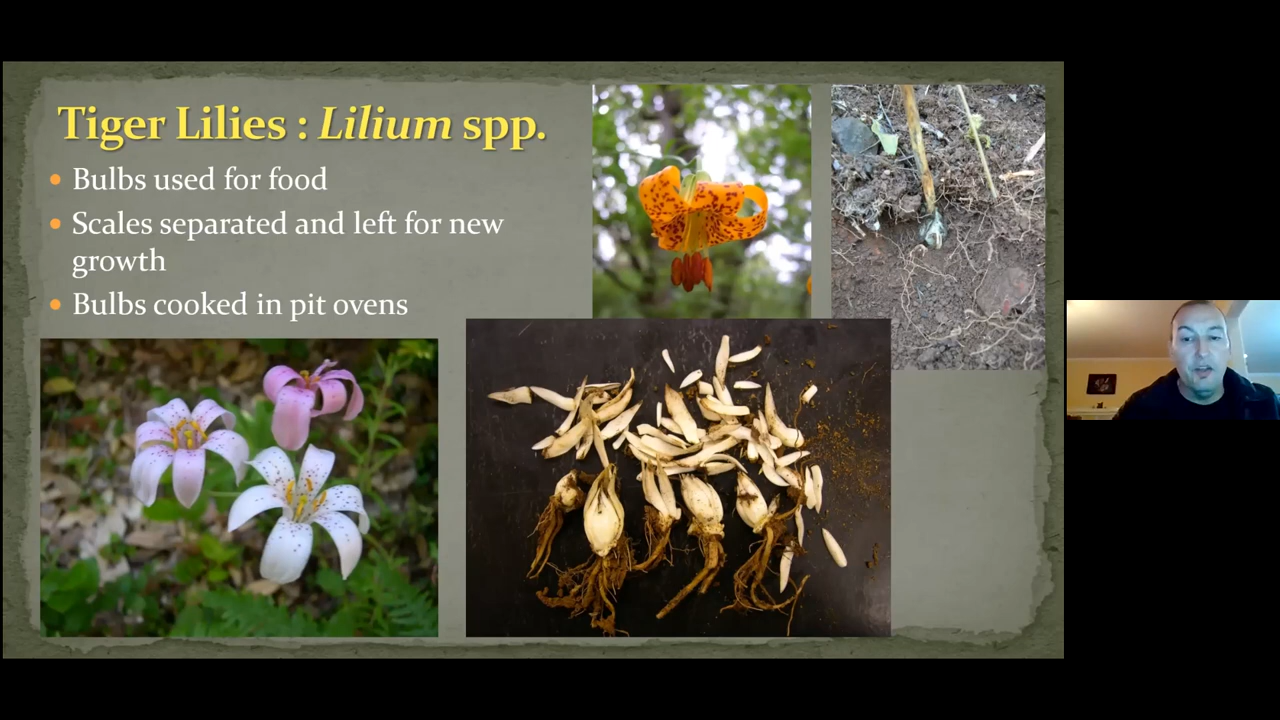 Tiger Lilies : Lilium spp.
• Bulbs used for food
• Scales separated and left for new
growth
• Bulbs cooked in pit ovens